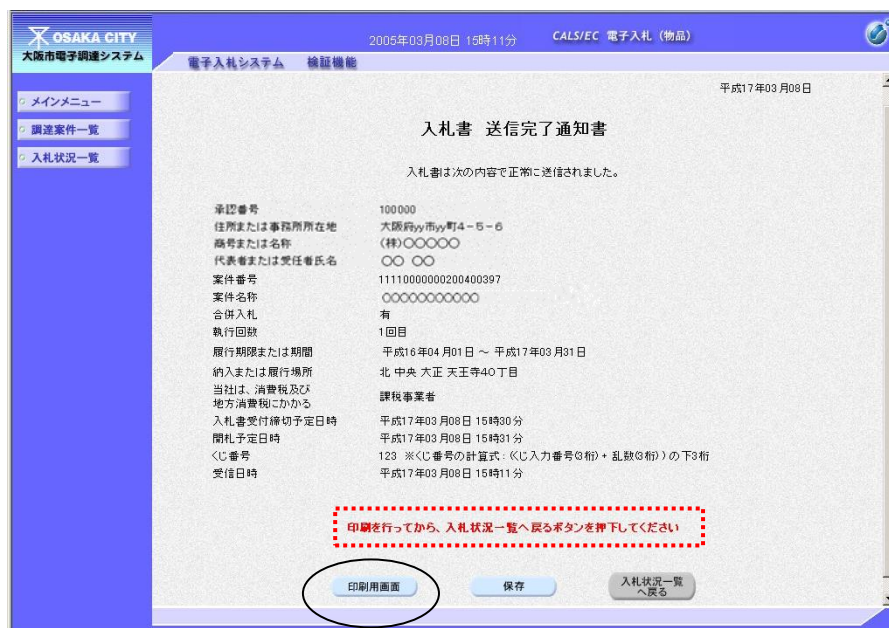 OSAKA CITY
大阪市電子調達システム
2005年03月08日 15時11分
CALS/EC 電子入札（物品）
電子入札システム 検証機能
メインメニュー
調達案件一覧
入札状況一覧
平成17年03月08日
入札書 送信完了通知書
入札書は次の内容で正常に送信されました。
承認番号 100000
住所または事務所所在地 大阪府yy市yy町4－5－6
商号または名称 (株)○○○○○
代表者または受任者氏名 ○○ ○○
案件番号 11110000000200400397
案件名称 ○○○○○○○○○○○
合併入札 有
執行回数 1回目
履行期限または期間 平成16年04月01日 ～ 平成17年03月31日
納入または履行場所 北 中央 大正 天王寺40丁目
当社は、消費税及び
地方消費税にかかる 課税事業者
入札書受付締切予定日時 平成17年03月08日 15時30分
開札予定日時 平成17年03月08日 15時31分
くじ番号 123 ※くじ番号の計算式：(くじ入力番号(3桁) + 乱数(3桁) ) の下3桁
受信日時 平成17年03月08日 15時11分
印刷を行ってから、入札状況一覧へ戻るボタンを押下してください
印刷用画面
保存
入札状況一覧
へ戻る